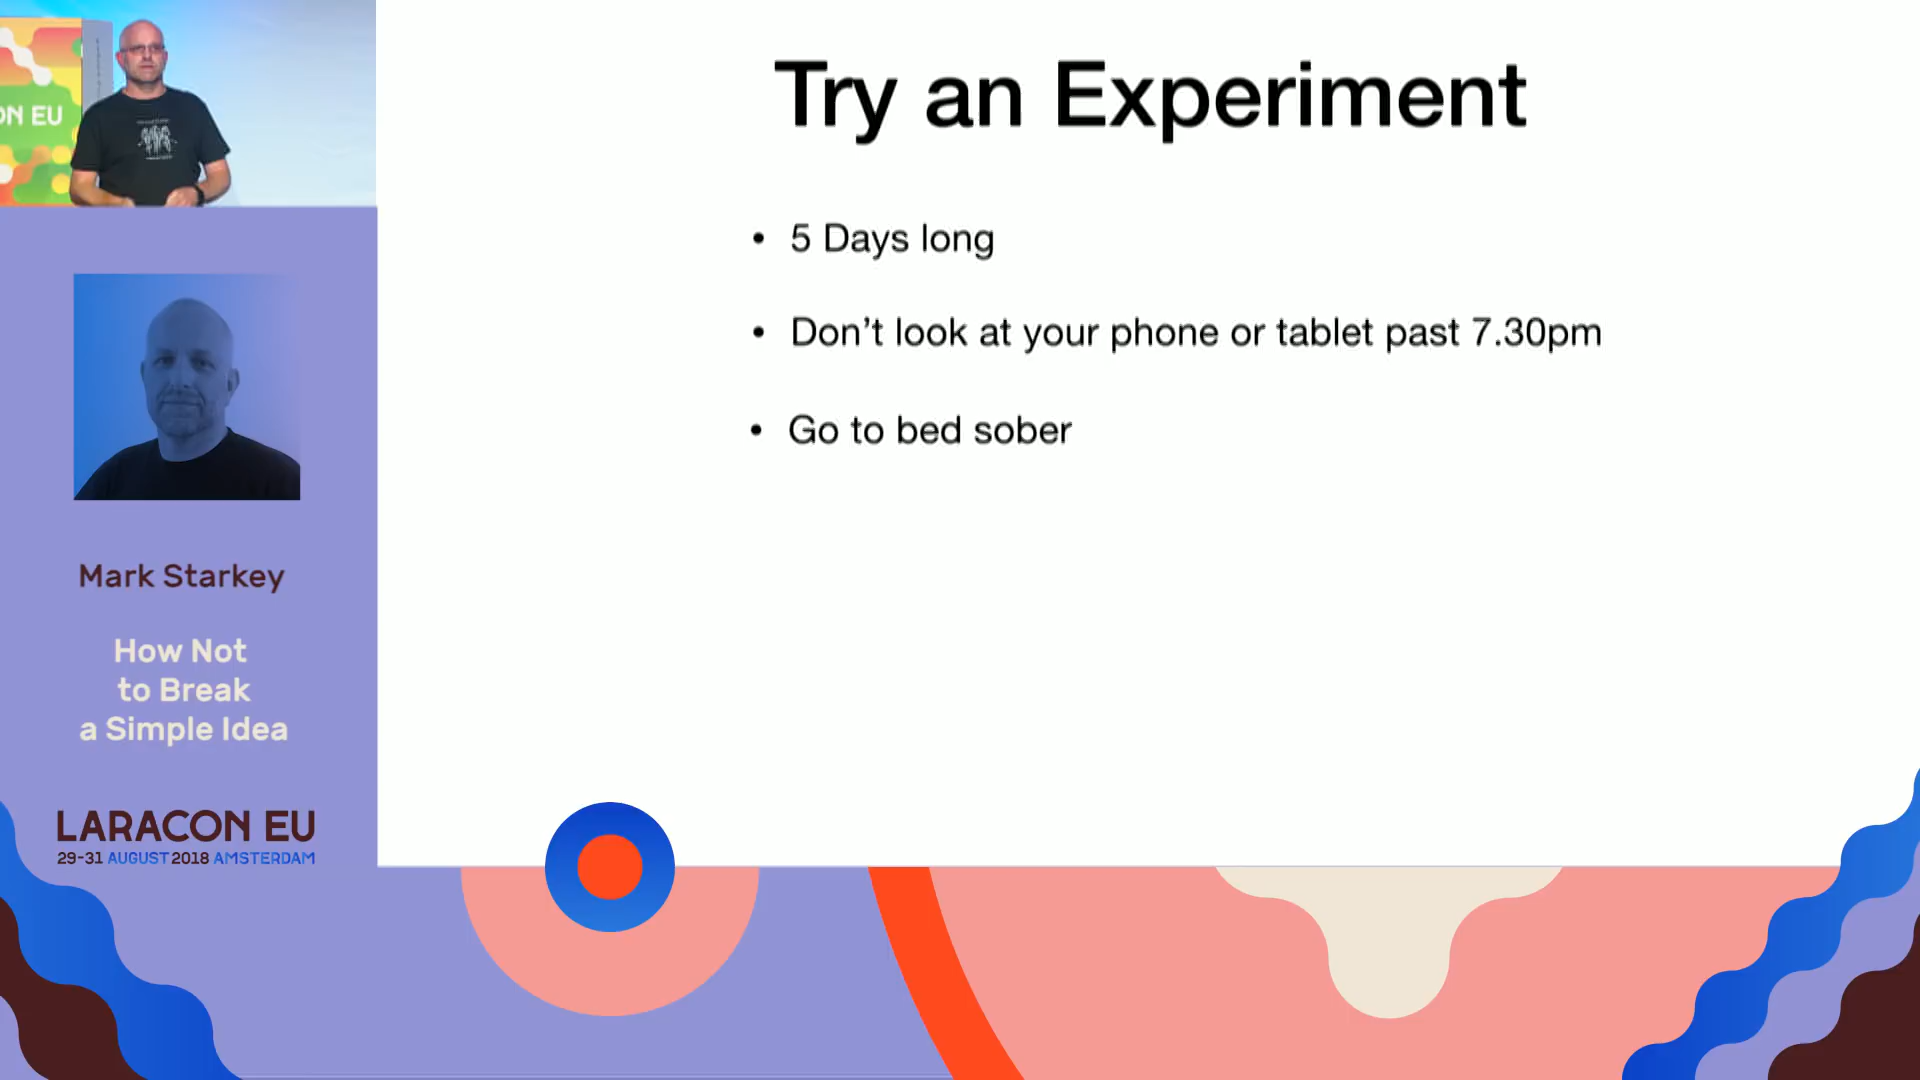 ON EU
Try an Experiment
• 5 Days long
• Don’t look at your phone or tablet past 7.30pm
• Go to bed sober
Mark Starkey
How Not
to Break
a Simple Idea
LARACON EU
29-31 AUGUST 2018 AMSTERDAM